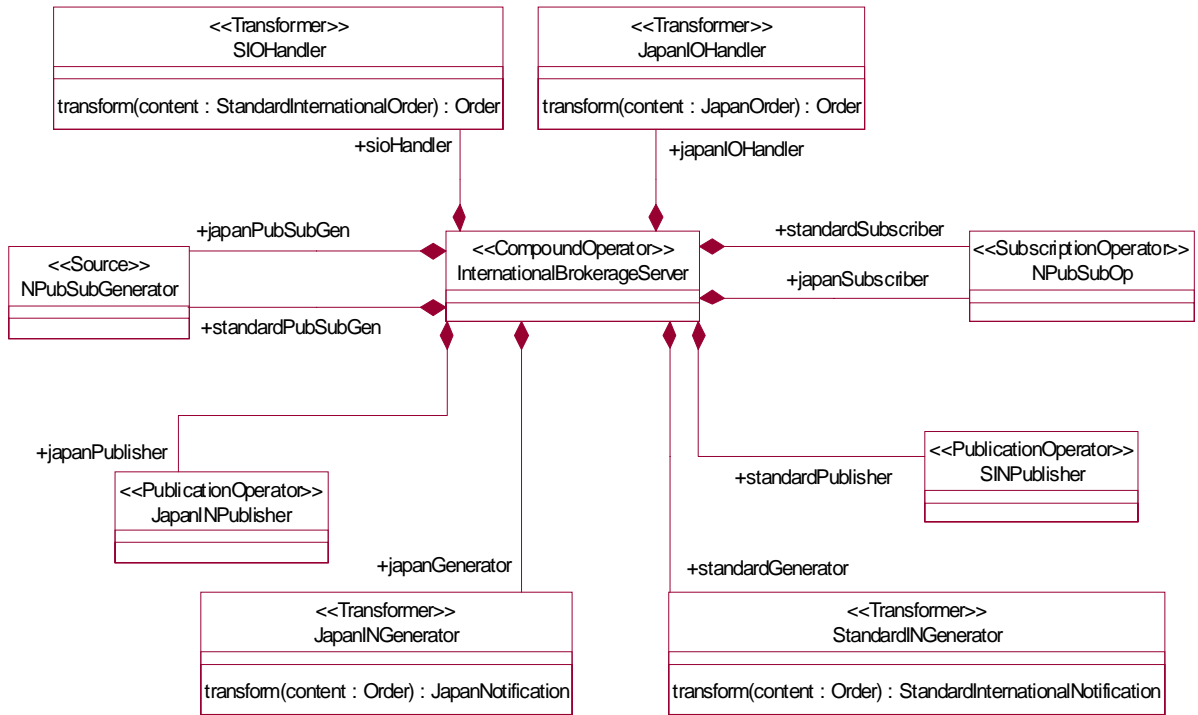 <<Transformer>>
SIOHandler
transform(content : StandardInternationalOrder) : Order
<<Transformer>>
JapanIOHandler
transform(content : JapanOrder) : Order
+sioHandler
+japanIOHandler
+japanPubSubGen
<<Source>>
NPubSubGenerator
+standardPubSubGen
<<CompoundOperator>>
InternationalBrokerageServer
+standardSubscriber
+japanSubscriber
<<SubscriptionOperator>>
NPubSubOp
+japanPublisher
<<PublicationOperator>>
JapanINPublisher
+standardPublisher
<<PublicationOperator>>
SINPublisher
+japanGenerator
<<Transformer>>
JapanINGenerator
transform(content : Order) : JapanNotification
+standardGenerator
<<Transformer>>
StandardINGenerator
transform(content : Order) : StandardInternationalNotification